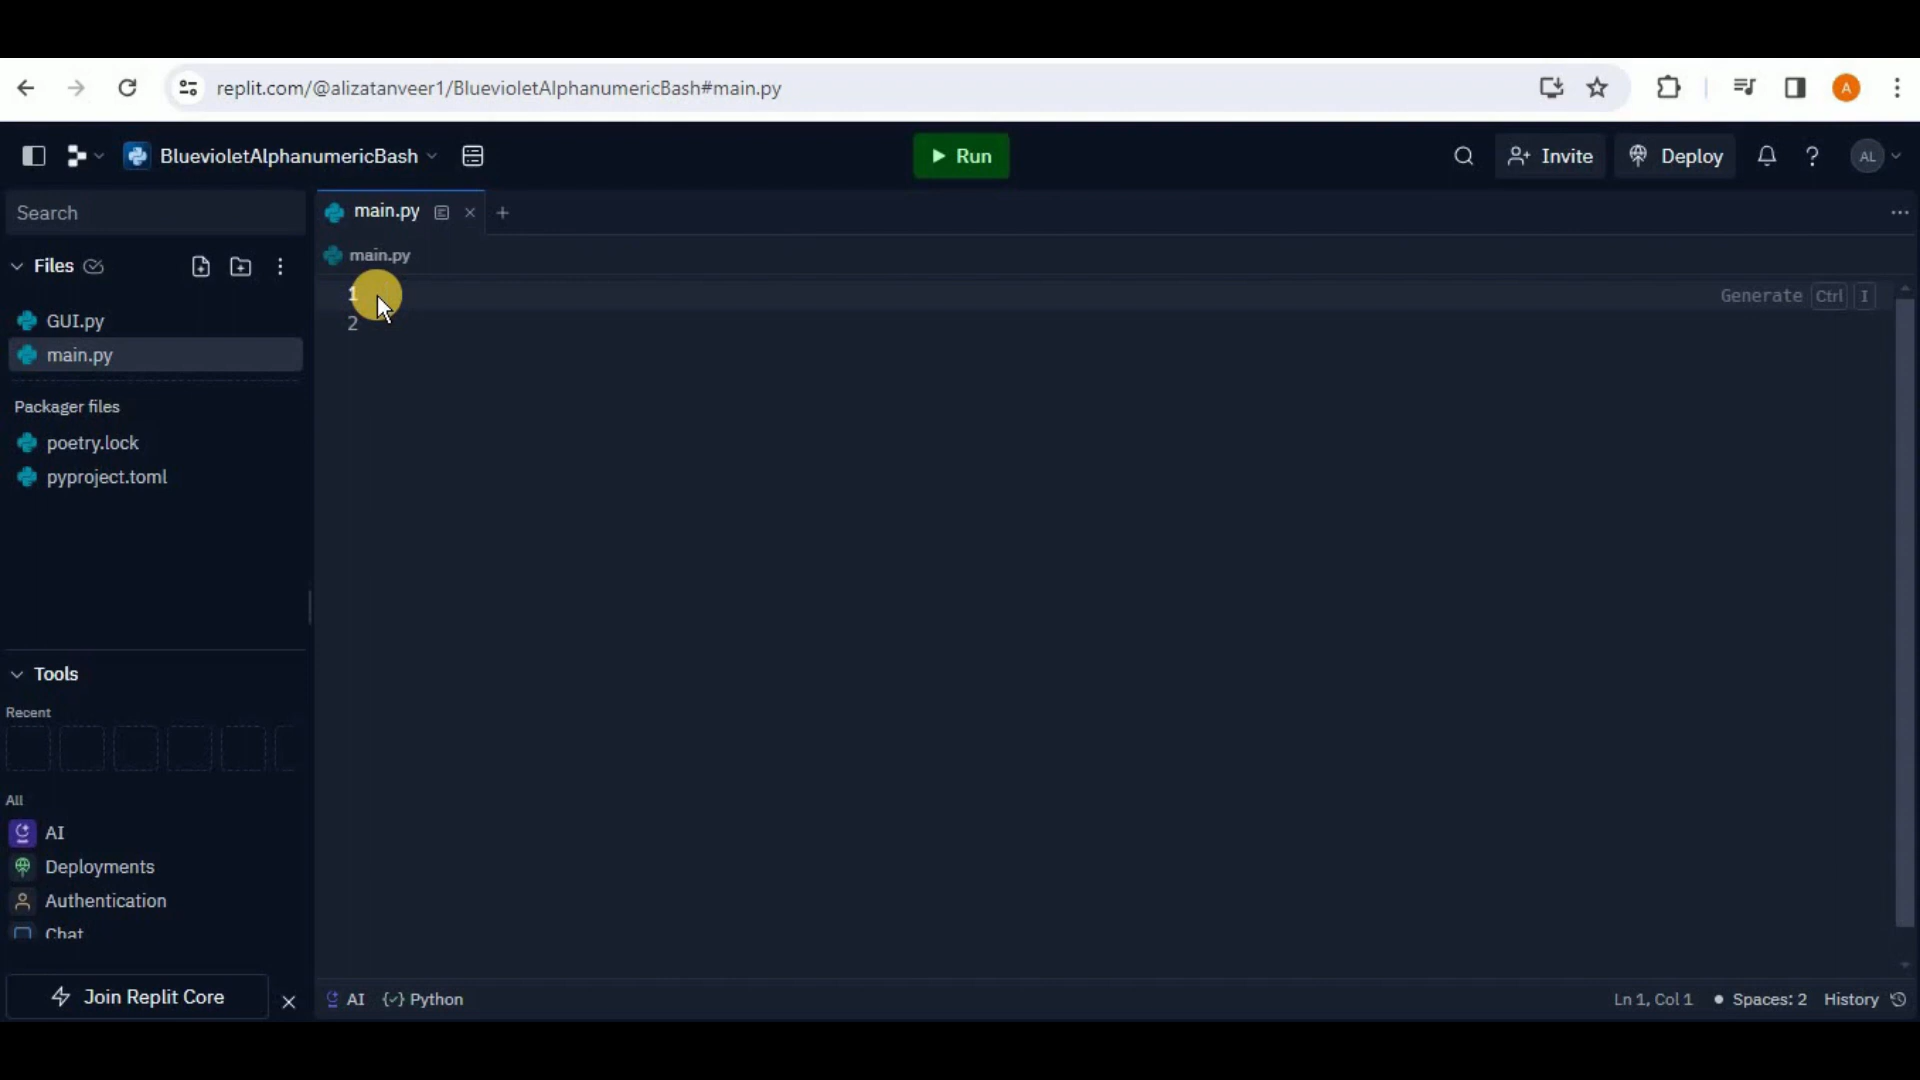 replit.com/@alizatanveer1/BluevioletAlphanumericBash#main.py
A
BluevioletAlphanumericBash
Run
Invite
Deploy
AL
Search
main.py
Files
main.py
1
Generate Ctrl I
2
GUI.py
main.py
Packager files
poetry.lock
pyproject.toml
Tools
Recent
All
AI
Deployments
Authentication
Chat
Join Replit Core
AI
Python
Ln 1, Col 1
Spaces: 2
History